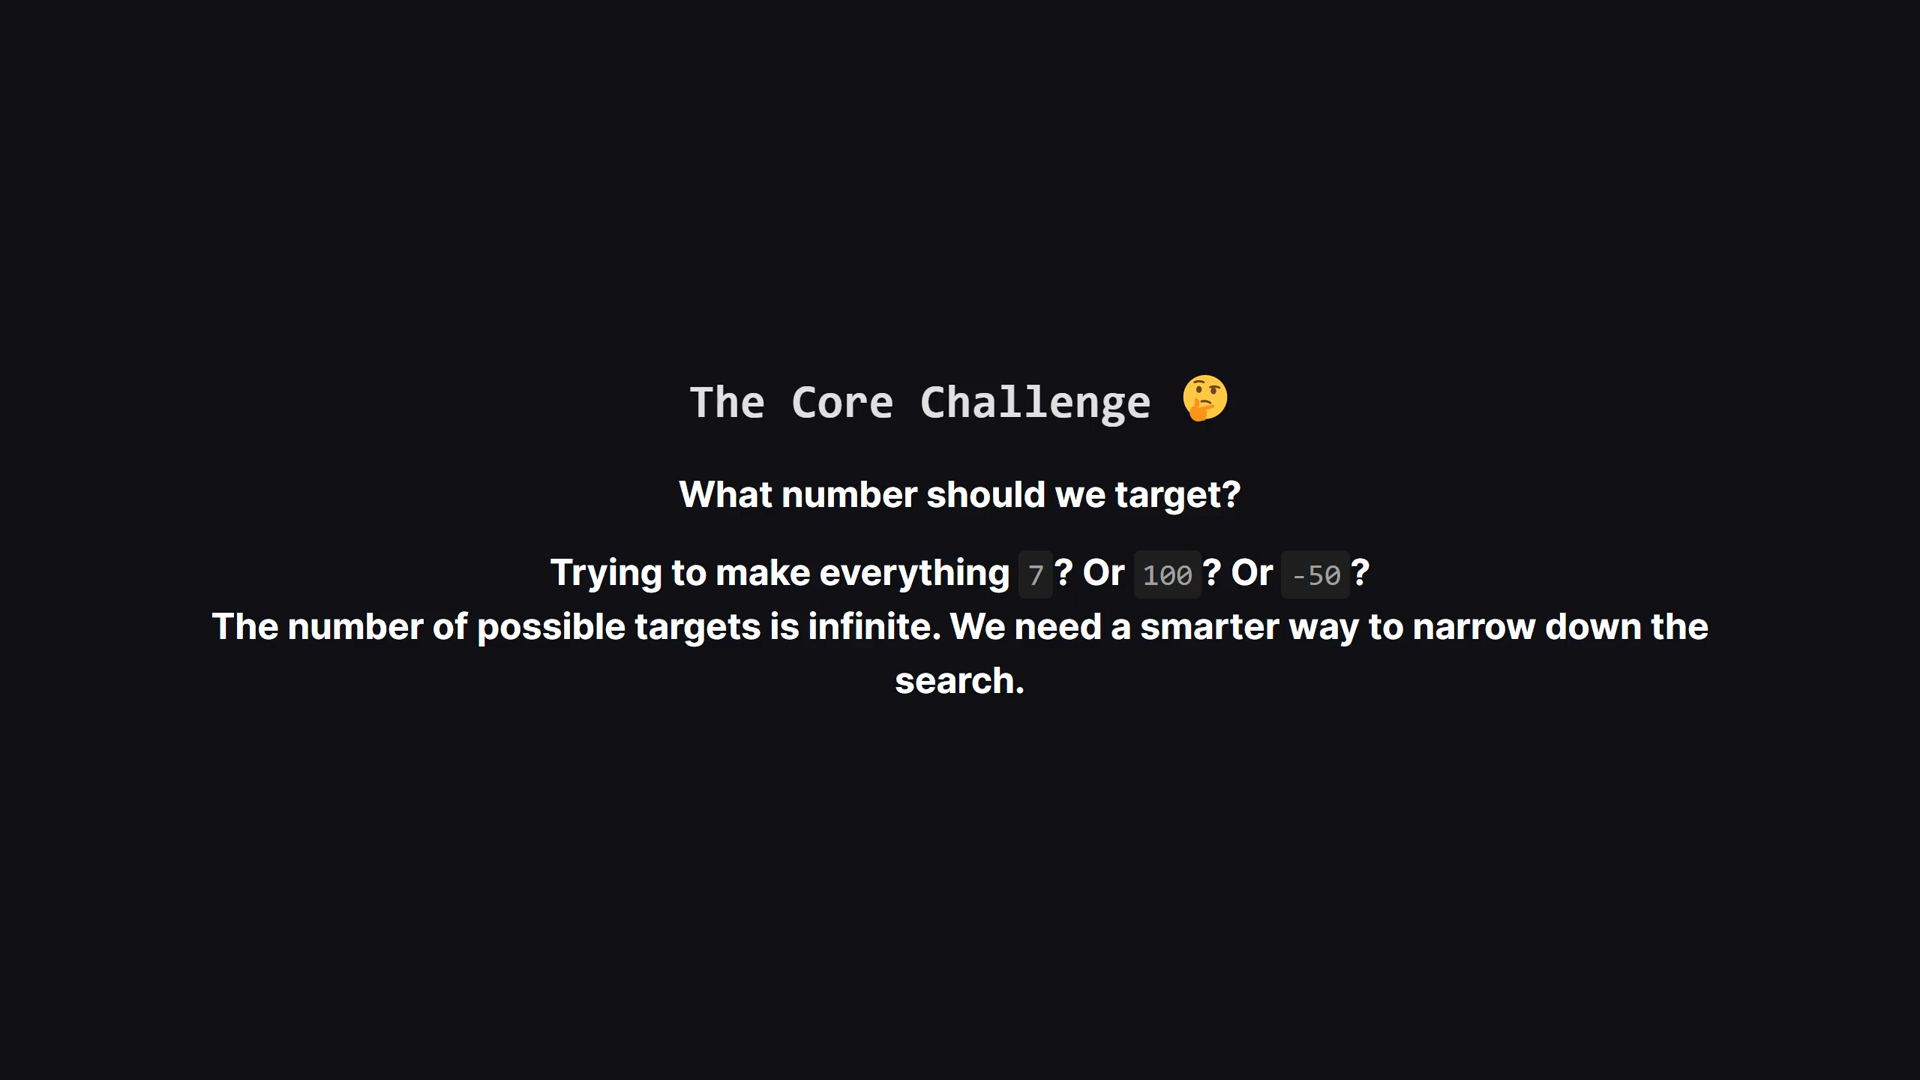 The Core Challenge 🤔
What number should we target?
Trying to make everything 7? Or 100? Or -50?
The number of possible targets is infinite. We need a smarter way to narrow down the
search.